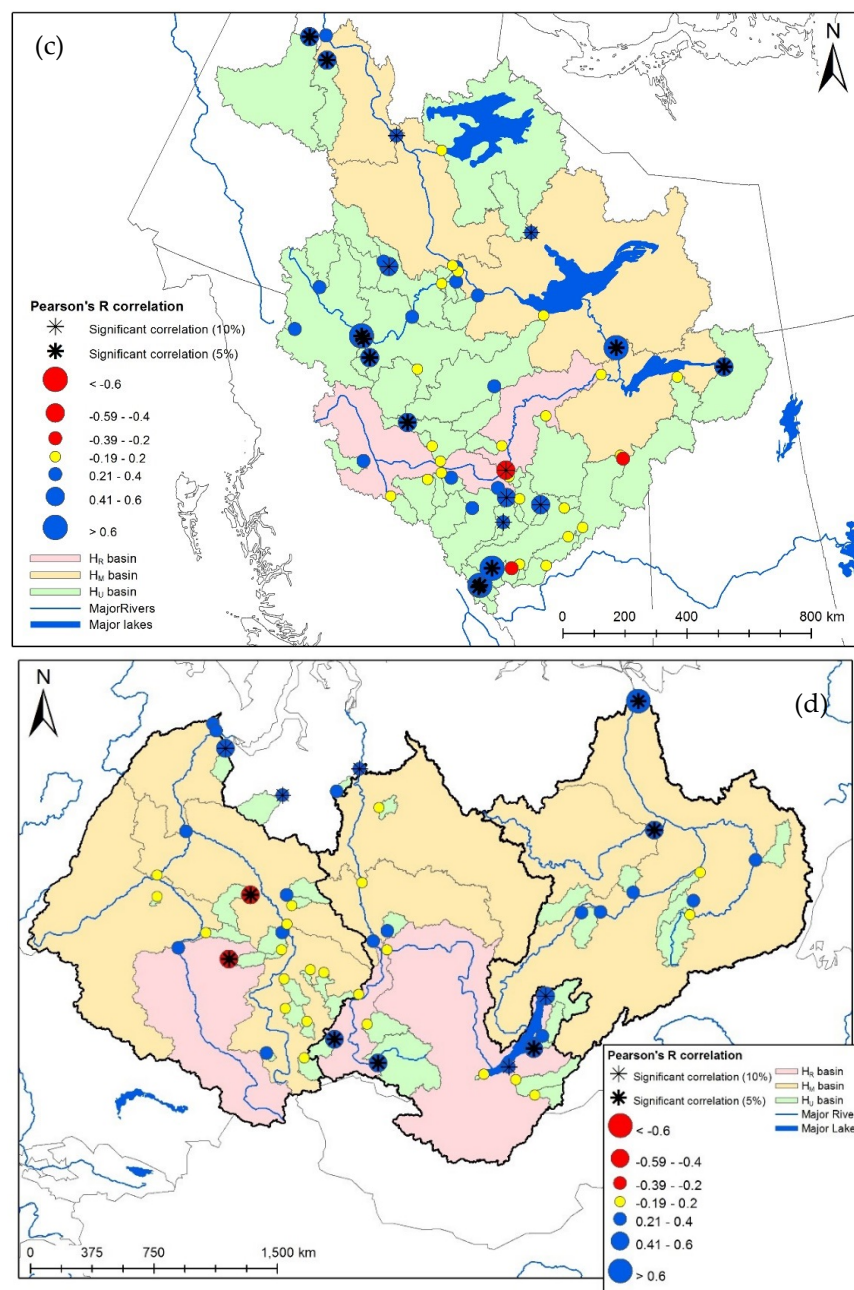 (c)
N
Pearson's R correlation
Significant correlation (10%)
Significant correlation (5%)
< -0.6
-0.59 - -0.4
-0.39 - -0.2
-0.19 - 0.2
0.21 - 0.4
0.41 - 0.6
> 0.6
HR basin
HM basin
HU basin
MajorRivers
Major lakes
0 200 400 800 km
N
(d)
Pearson's R correlation
Significant correlation (10%)
Significant correlation (5%)
< -0.6
-0.59 - -0.4
-0.39 - -0.2
-0.19 - 0.2
0.21 - 0.4
0.41 - 0.6
> 0.6
HR basin
HM basin
HU basin
Major River
Major Lake
0 375 750 1,500 km